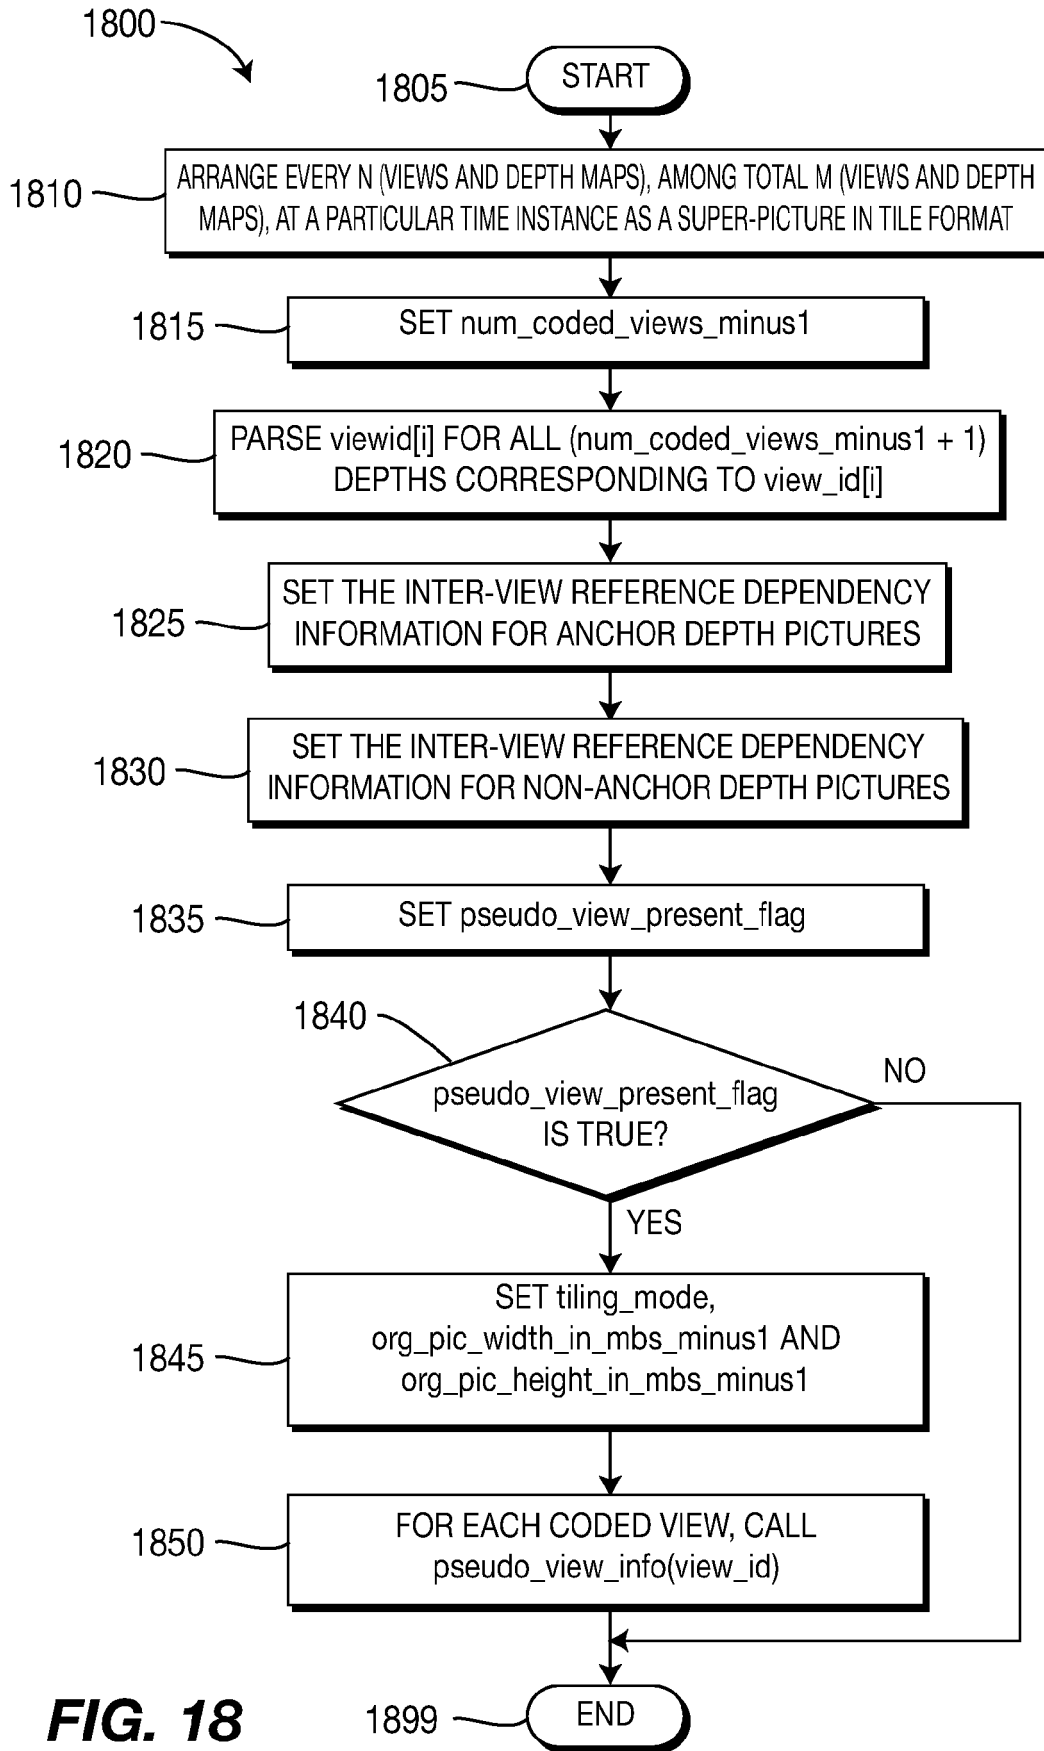 1800
1805
START
1810
ARRANGE EVERY N (VIEWS AND DEPTH MAPS), AMONG TOTAL M (VIEWS AND DEPTH
MAPS), AT A PARTICULAR TIME INSTANCE AS A SUPER-PICTURE IN TILE FORMAT
1815
SET num_coded_views_minus1
1820
PARSE viewid[i] FOR ALL (num_coded_views_minus1 + 1)
DEPTHS CORRESPONDING TO view_id[i]
1825
SET THE INTER-VIEW REFERENCE DEPENDENCY
INFORMATION FOR ANCHOR DEPTH PICTURES
1830
SET THE INTER-VIEW REFERENCE DEPENDENCY
INFORMATION FOR NON-ANCHOR DEPTH PICTURES
1835
SET pseudo_view_present_flag
1840
pseudo_view_present_flag
IS TRUE?
NO
YES
1845
SET tiling_mode,
org_pic_width_in_mbs_minus1 AND
org_pic_height_in_mbs_minus1
1850
FOR EACH CODED VIEW, CALL
pseudo_view_info(view_id)
1899
END
FIG. 18